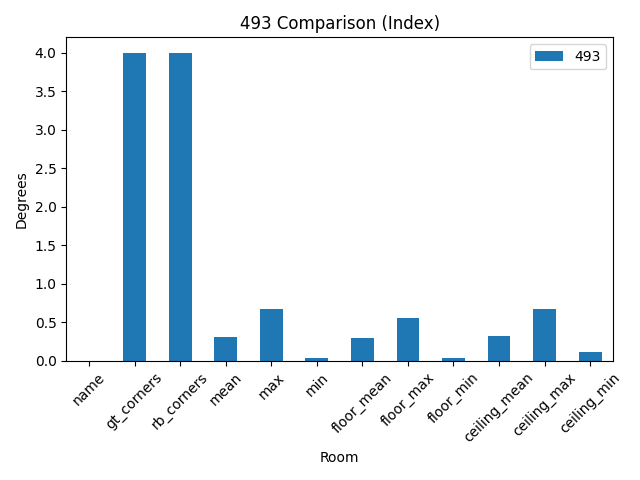 493 Comparison (Index)
493
Degrees
4.0
3.5
3.0
2.5
2.0
1.5
1.0
0.5
0.0
name
gt_corners
rb_corners
mean
max
min
floor_mean
floor_max
floor_min
ceiling_mean
ceiling_max
ceiling_min
Room